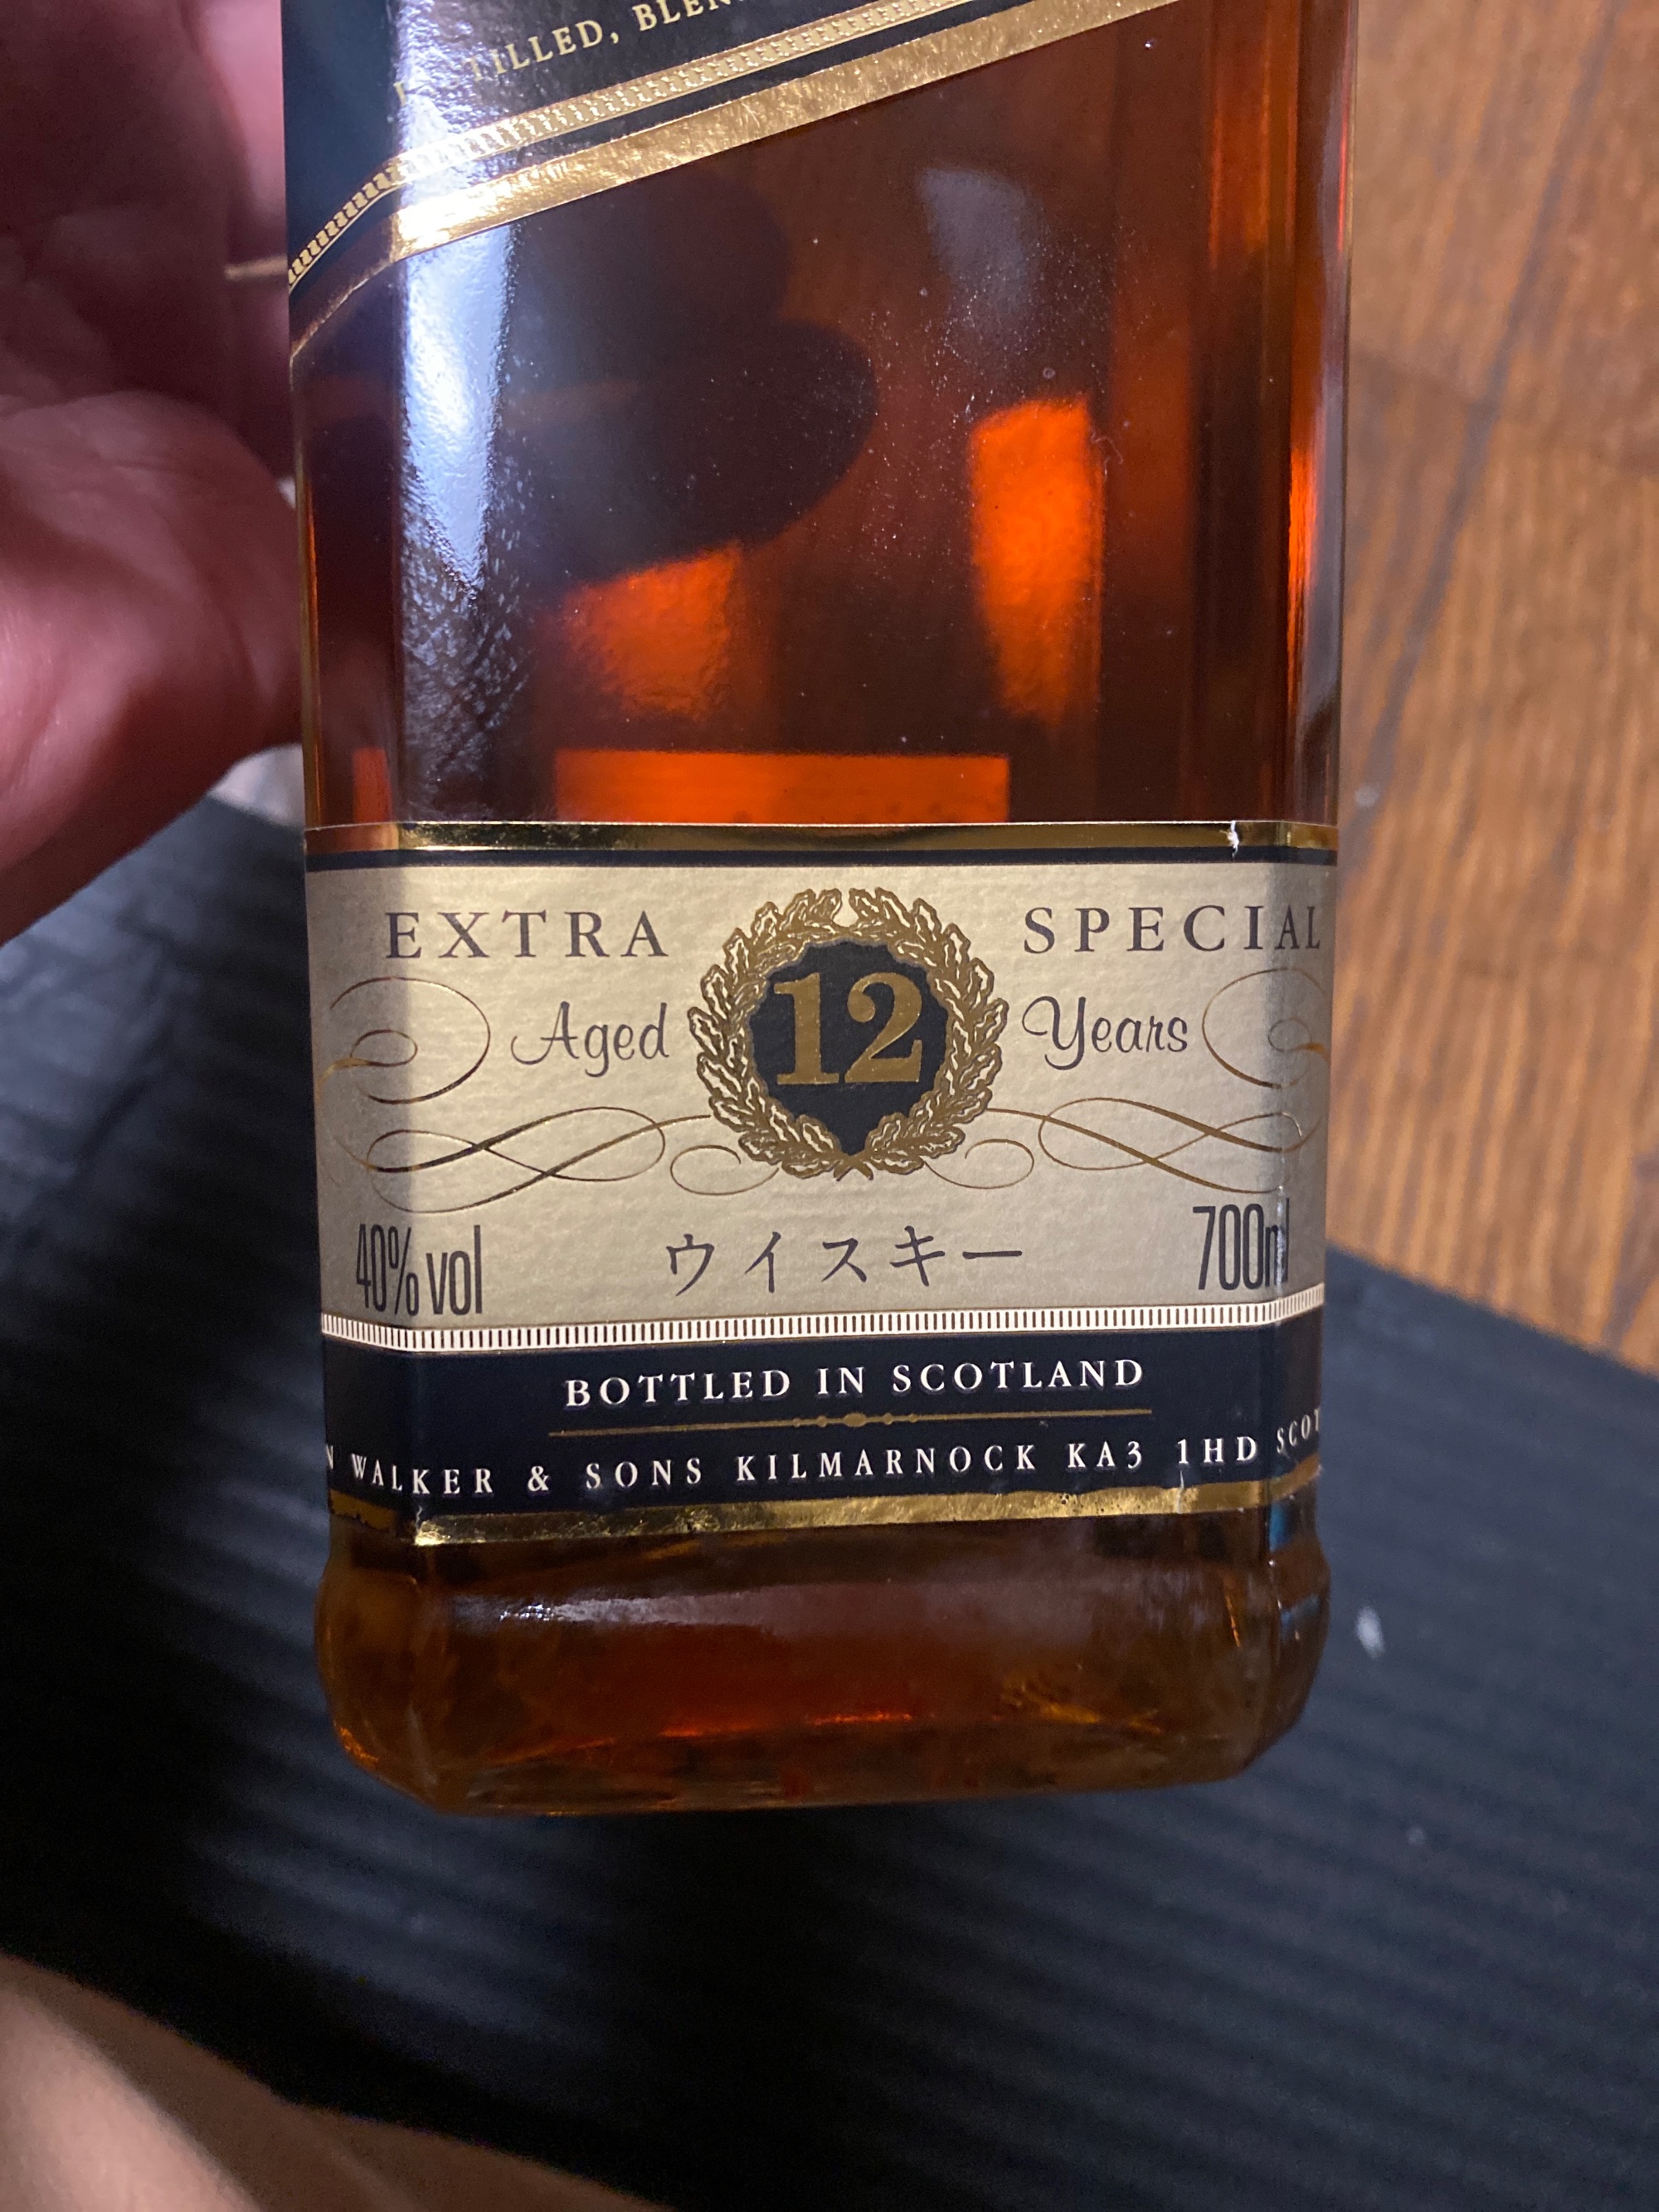 TILLED, BLEN
EXTRA SPECIAL
Aged 12 Years
40% vol ウイスキー 700ml
BOTTLED IN SCOTLAND
WALKER & SONS KILMARNOCK KA3 1HD SCOT